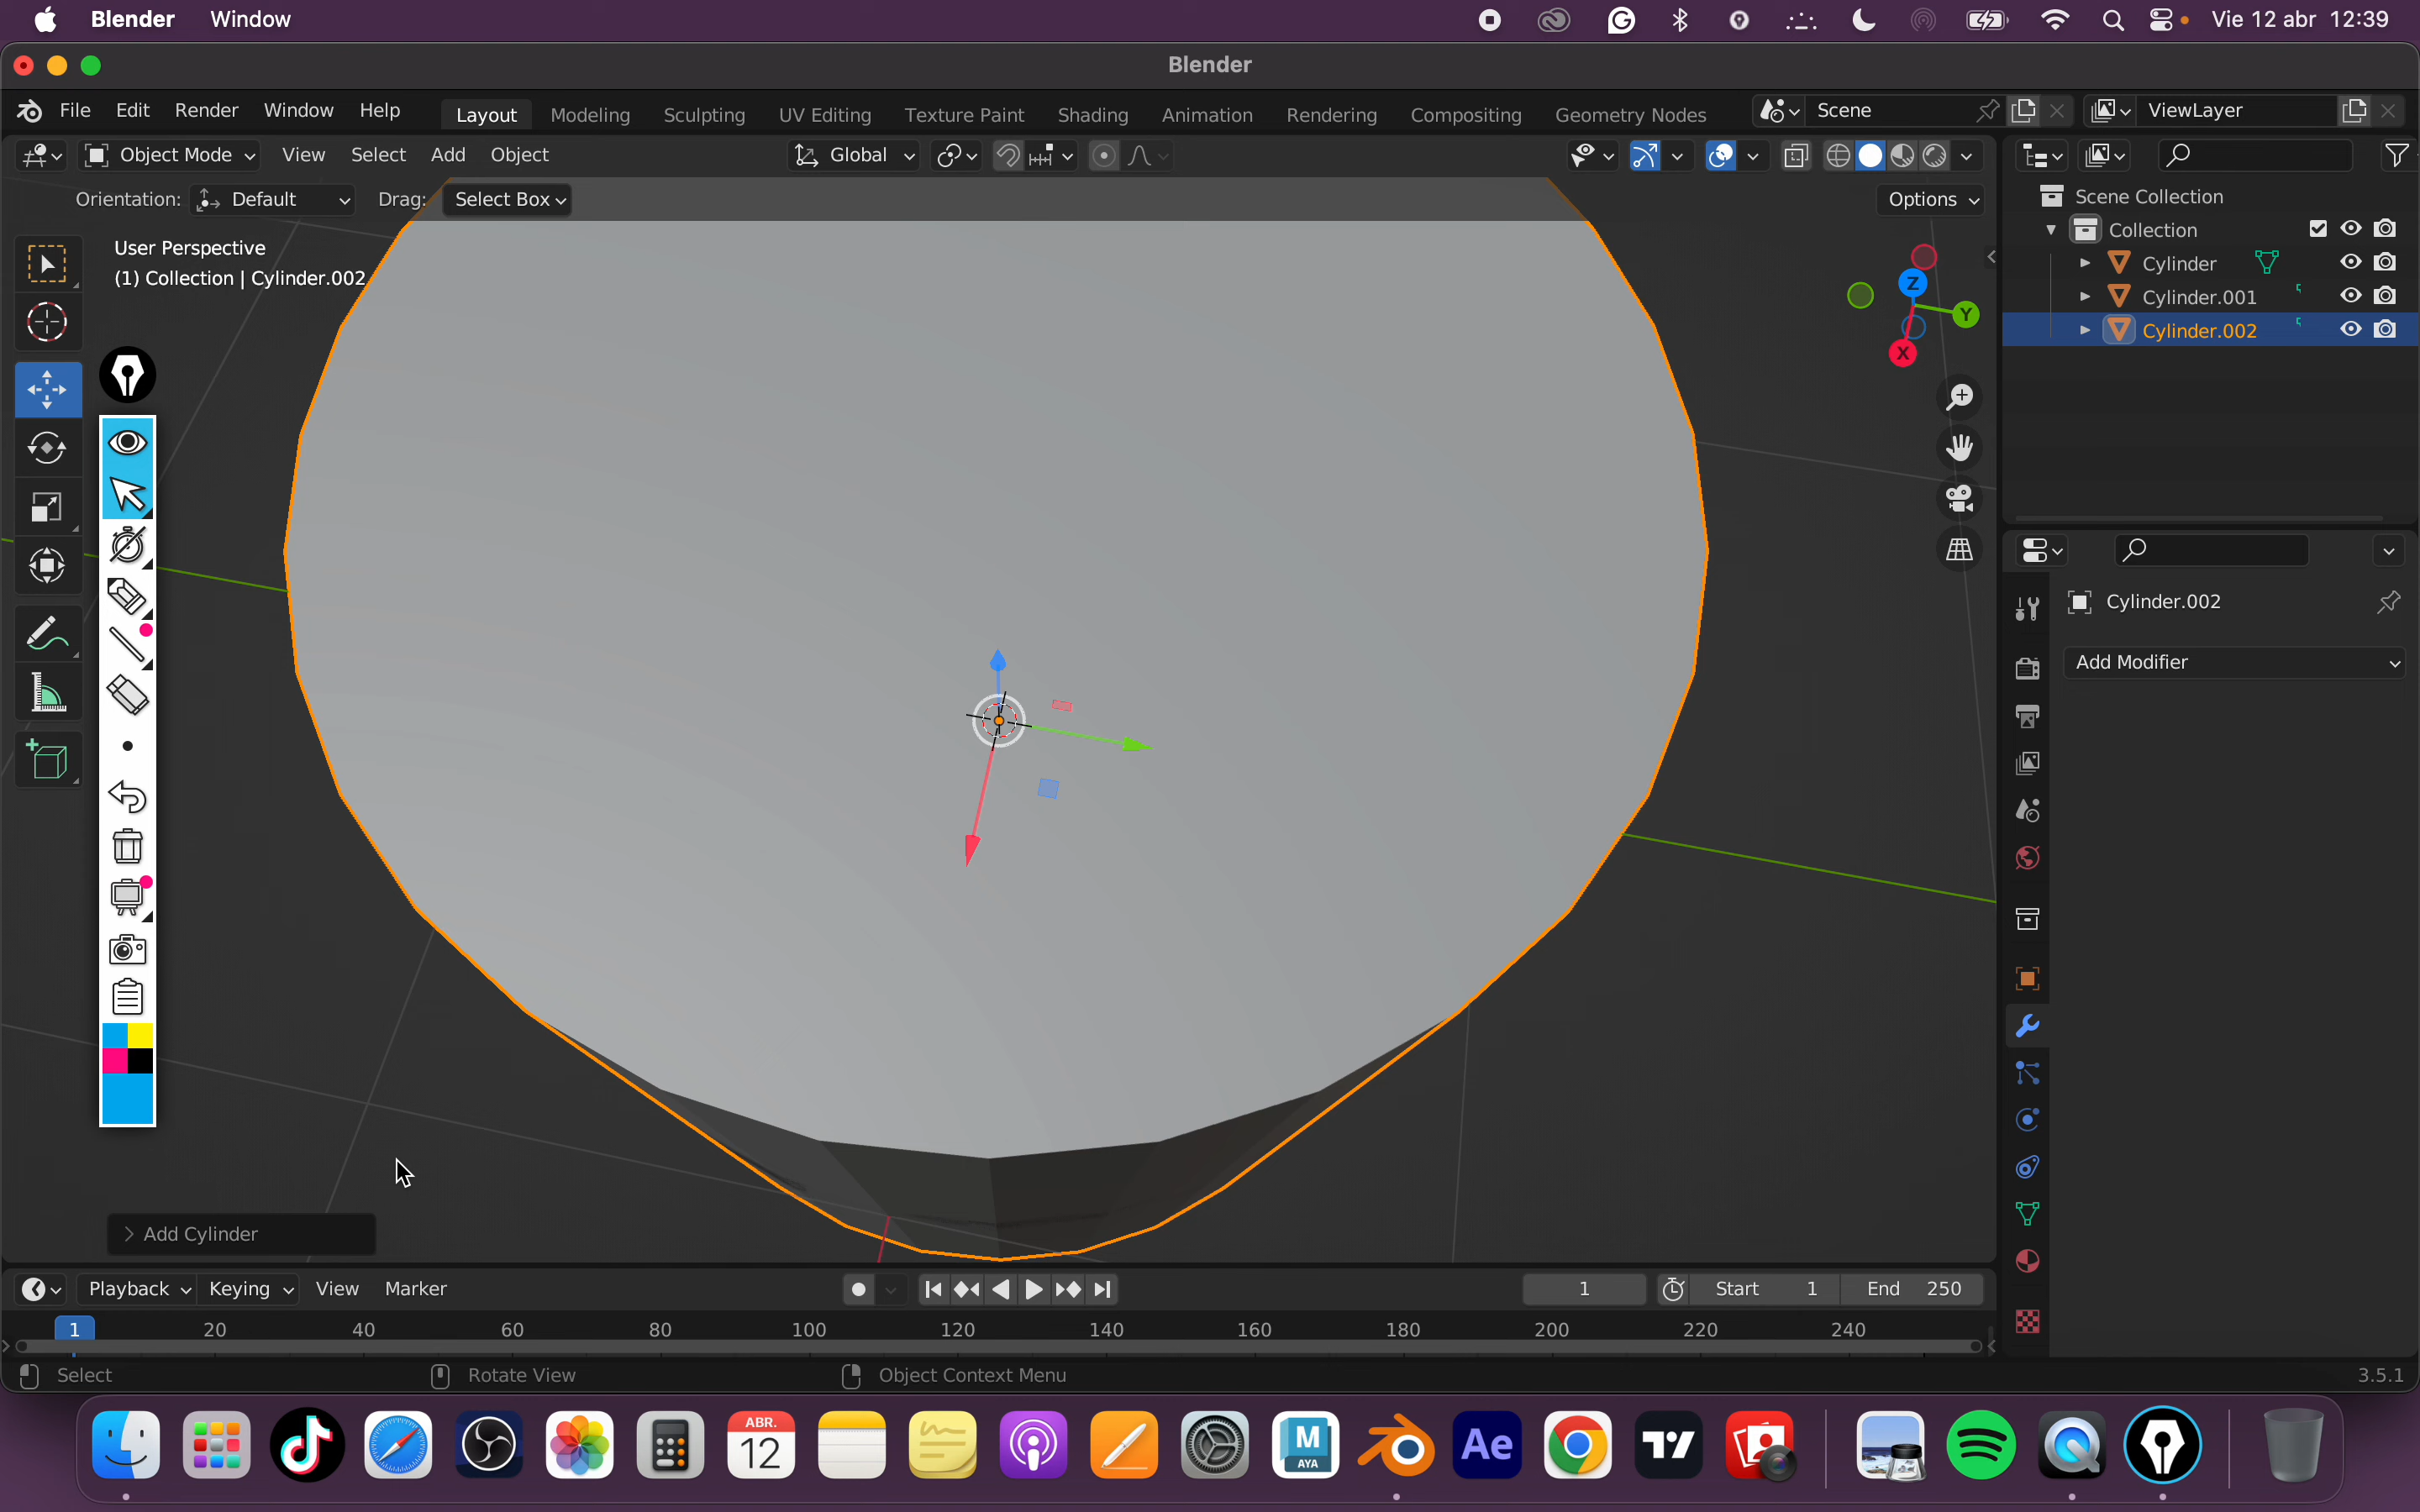 Blender Window Vie 12 abr 12:39
Blender
File Edit Render Window Help Layout Modeling Sculpting UV Editing Texture Paint Shading Animation Rendering Compositing Geometry Nodes Scene ViewLayer
Object Mode View Select Add Object Global
Orientation: Default Drag: Select Box Options
Scene Collection
Collection
Cylinder
Cylinder.001
Cylinder.002
User Perspective
(1) Collection | Cylinder.002
Z
Y
X
Cylinder.002
Add Modifier
Add Cylinder
Playback Keying View Marker 1 Start 1 End 250
1 20 40 60 80 100 120 140 160 180 200 220 240
Select Rotate View Object Context Menu 3.5.1
ABR.
12
M
AYA
Ae